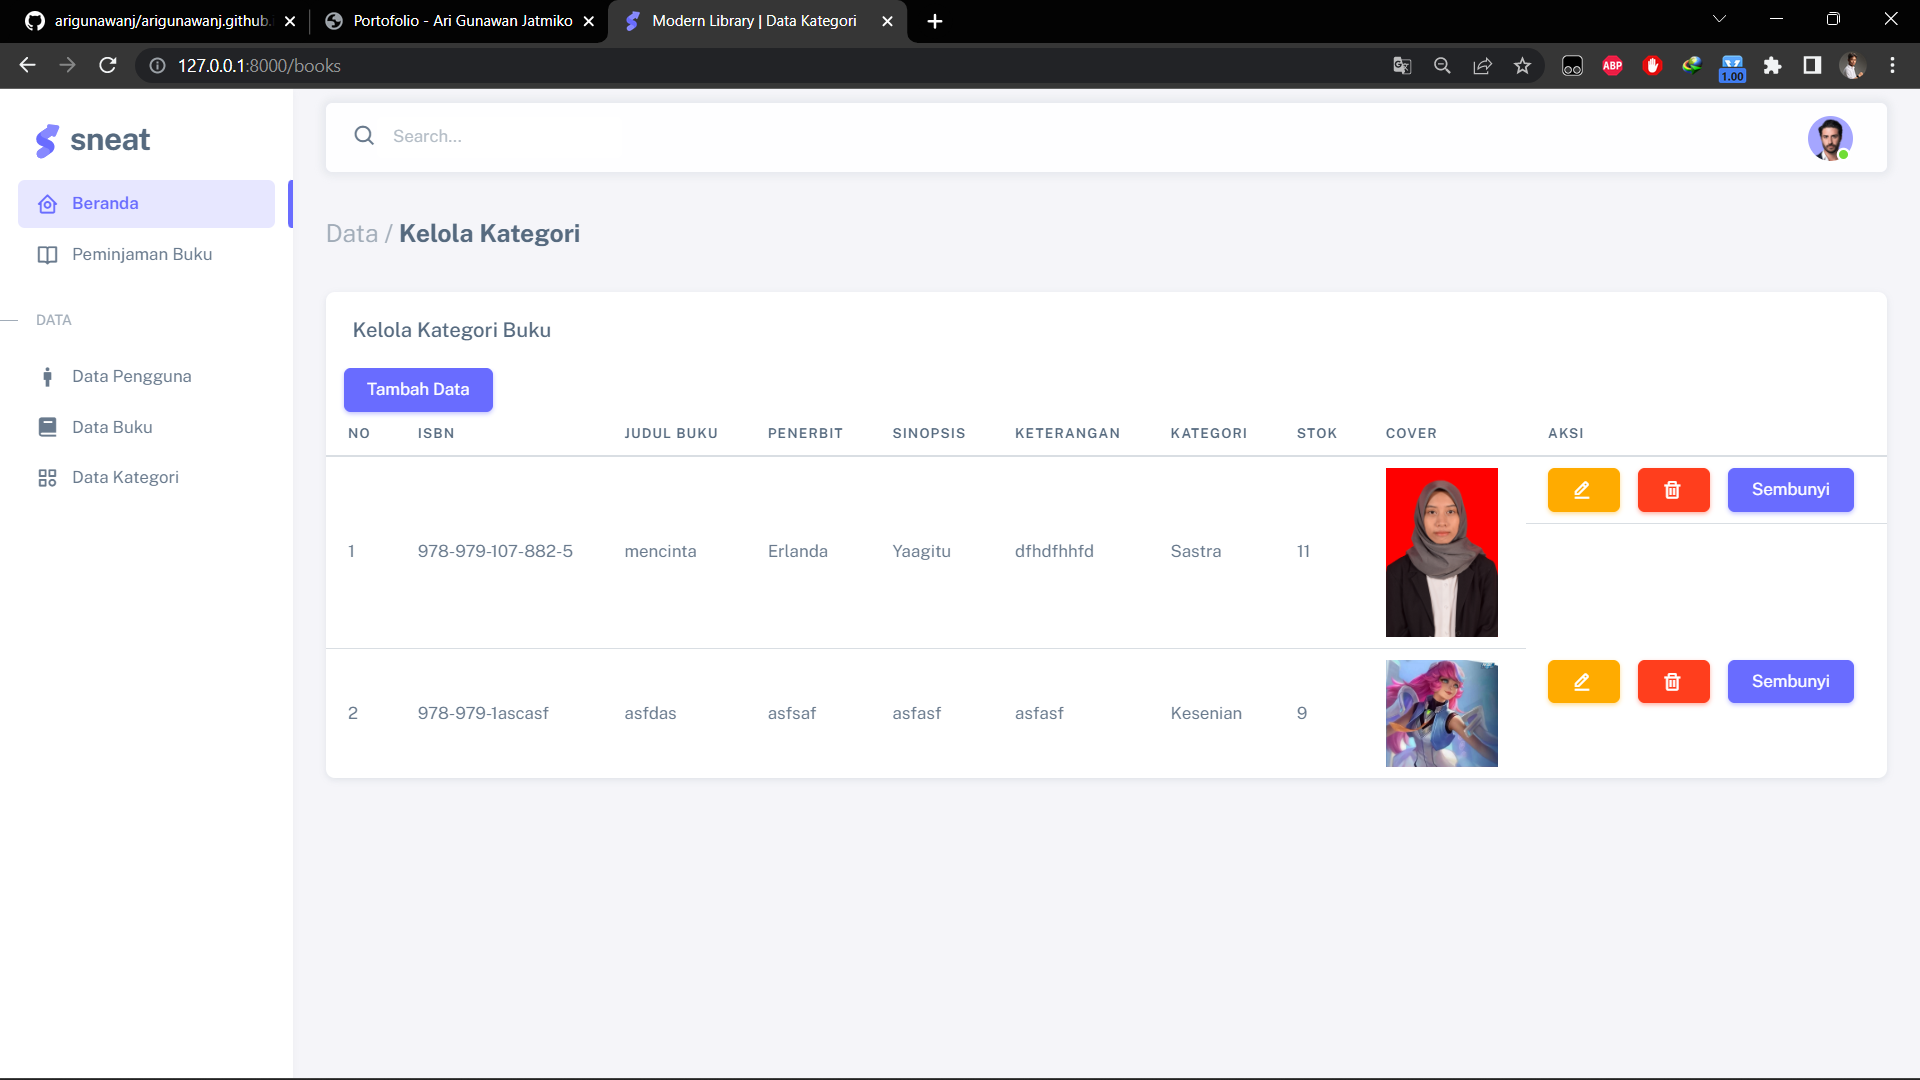 arigunawanj/arigunawanj.github.
Portofolio - Ari Gunawan Jatmiko
Modern Library | Data Kategori
127.0.0.1:8000/books
ABP
1.00
sneat
Search...
Beranda
Peminjaman Buku
DATA
Data Pengguna
Data Buku
Data Kategori
Data / Kelola Kategori
Kelola Kategori Buku
Tambah Data
NO ISBN JUDUL BUKU PENERBIT SINOPSIS KETERANGAN KATEGORI STOK COVER AKSI
1 978-979-107-882-5 mencinta Erlanda Yaagitu dfhdfhhfd Sastra 11 Sembunyi
2 978-979-1ascasf asfdas asfsaf asfasf asfasf Kesenian 9 Sembunyi